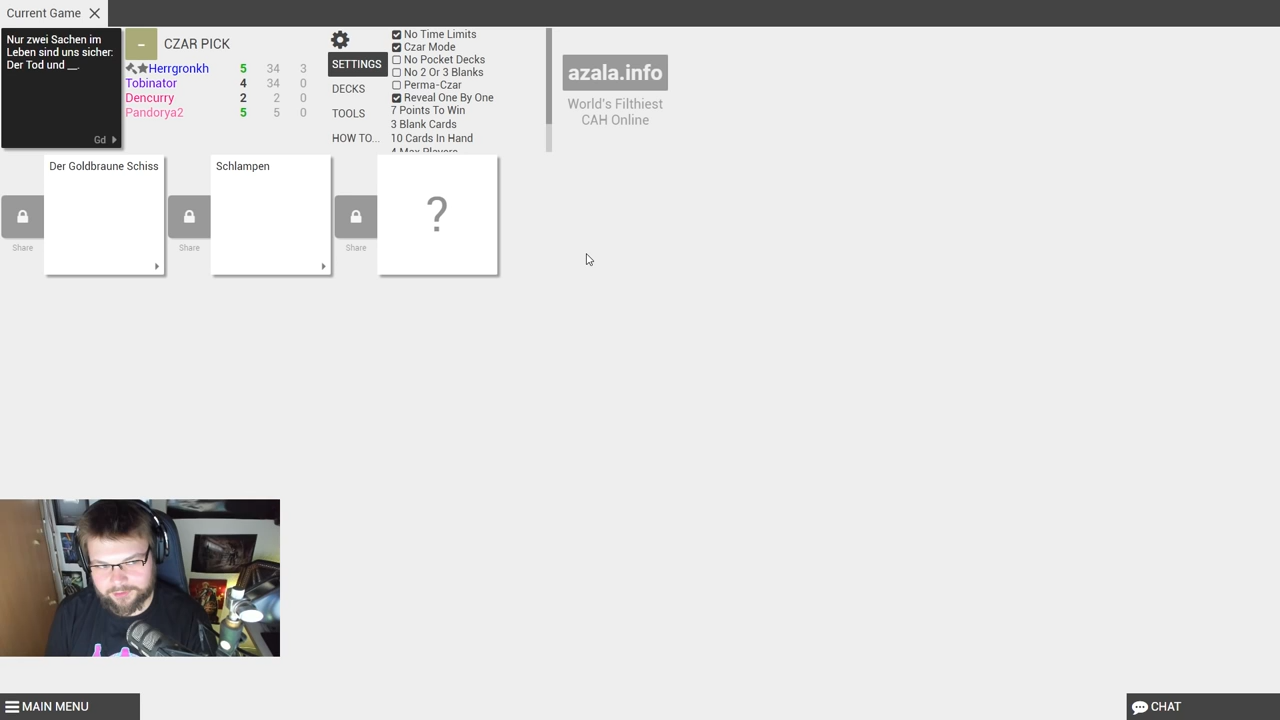 Current Game
Nur zwei Sachen im
Leben sind uns sicher:
Der Tod und __.
Gd
– CZAR PICK
Herrgronkh 5 34 3
Tobinator 4 34 0
Dencurry 2 2 0
Pandorya2 5 5 0
SETTINGS
DECKS
TOOLS
HOW TO...
No Time Limits
Czar Mode
No Pocket Decks
No 2 Or 3 Blanks
Perma-Czar
Reveal One By One
7 Points To Win
3 Blank Cards
10 Cards In Hand
4 Max Players
azala.info
World's Filthiest
CAH Online
Share
Der Goldbraune Schiss
Share
Schlampen
Share
?
MAIN MENU
CHAT